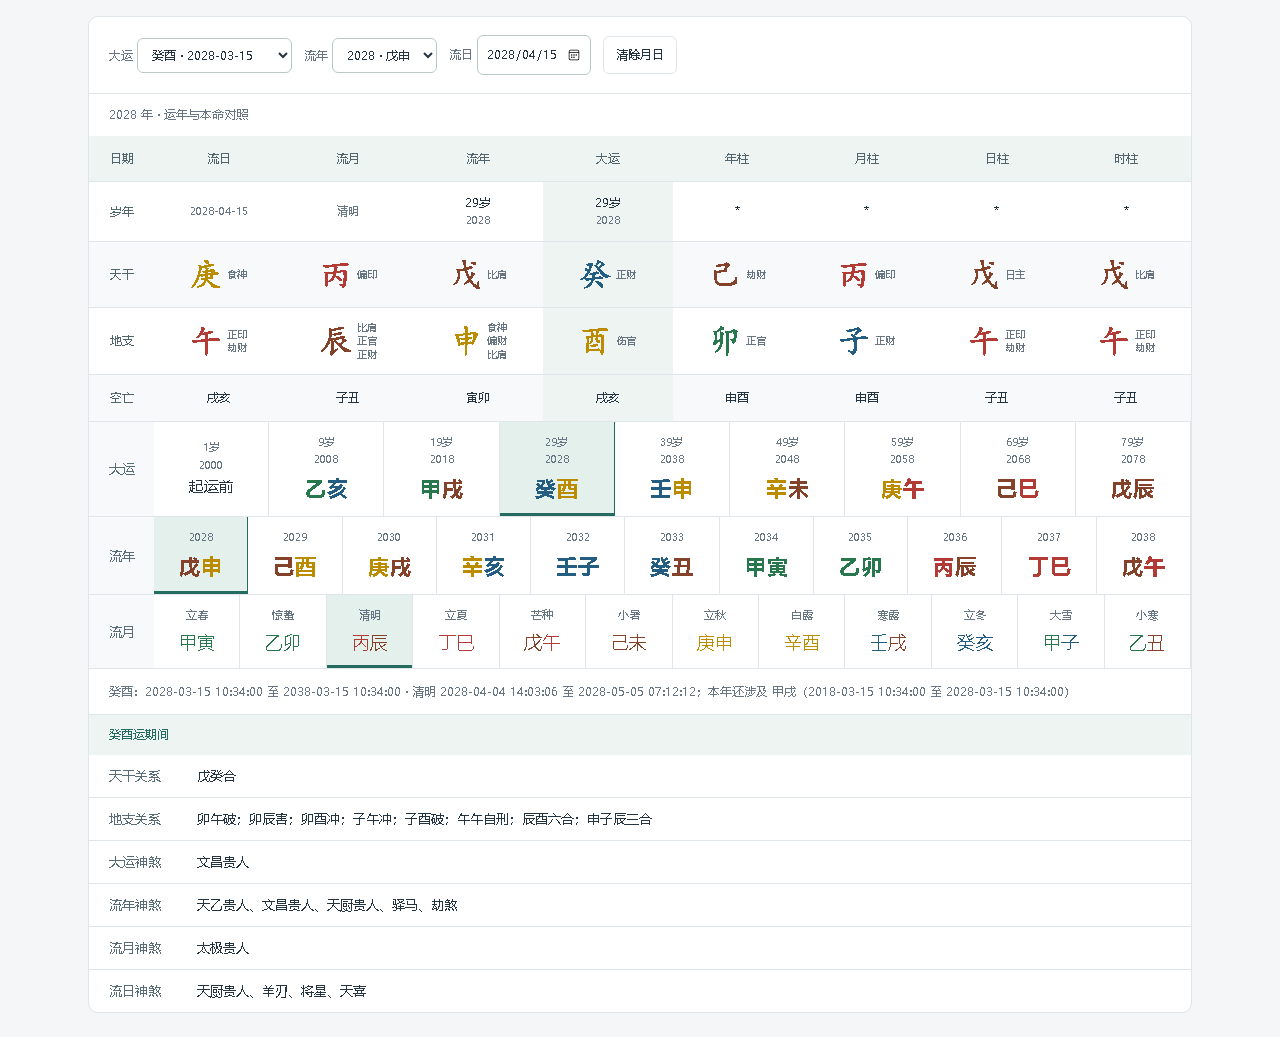 大运 癸酉 · 2028-03-15 流年 2028 · 戊申 流日 2028/04/15 清除月日
2028 年 · 运年与本命对照
日期 流日 流月 流年 大运 年柱 月柱 日柱 时柱
岁年 2028-04-15 清明 29岁 2028 29岁 2028 * * * *
天干 庚 食神 丙 偏印 戊 比肩 癸 正财 己 劫财 丙 偏印 戊 日主 戊 比肩
地支 午 正印 劫财 辰 比肩 正官 正财 申 食神 偏财 比肩 酉 伤官 卯 正官 子 正财 午 正印 劫财 午 正印 劫财
空亡 戌亥 子丑 寅卯 戌亥 申酉 申酉 子丑 子丑
大运
1岁 2000 起运前
9岁 2008 乙亥
19岁 2018 甲戌
29岁 2028 癸酉
39岁 2038 壬申
49岁 2048 辛未
59岁 2058 庚午
69岁 2068 己巳
79岁 2078 戊辰
流年
2028 戊申
2029 己酉
2030 庚戌
2031 辛亥
2032 壬子
2033 癸丑
2034 甲寅
2035 乙卯
2036 丙辰
2037 丁巳
2038 戊午
流月
立春 甲寅
惊蛰 乙卯
清明 丙辰
立夏 丁巳
芒种 戊午
小暑 己未
立秋 庚申
白露 辛酉
寒露 壬戌
立冬 癸亥
大雪 甲子
小寒 乙丑
癸酉：2028-03-15 10:34:00 至 2038-03-15 10:34:00 · 清明 2028-04-04 14:03:06 至 2028-05-05 07:12:12；本年还涉及 甲戌（2018-03-15 10:34:00 至 2028-03-15 10:34:00）
癸酉运期间
天干关系 戊癸合
地支关系 卯午破；卯辰害；卯酉冲；子午冲；子酉破；午午自刑；辰酉六合；申子辰三合
大运神煞 文昌贵人
流年神煞 天乙贵人、文昌贵人、天厨贵人、驿马、劫煞
流月神煞 太极贵人
流日神煞 天厨贵人、羊刃、将星、天喜